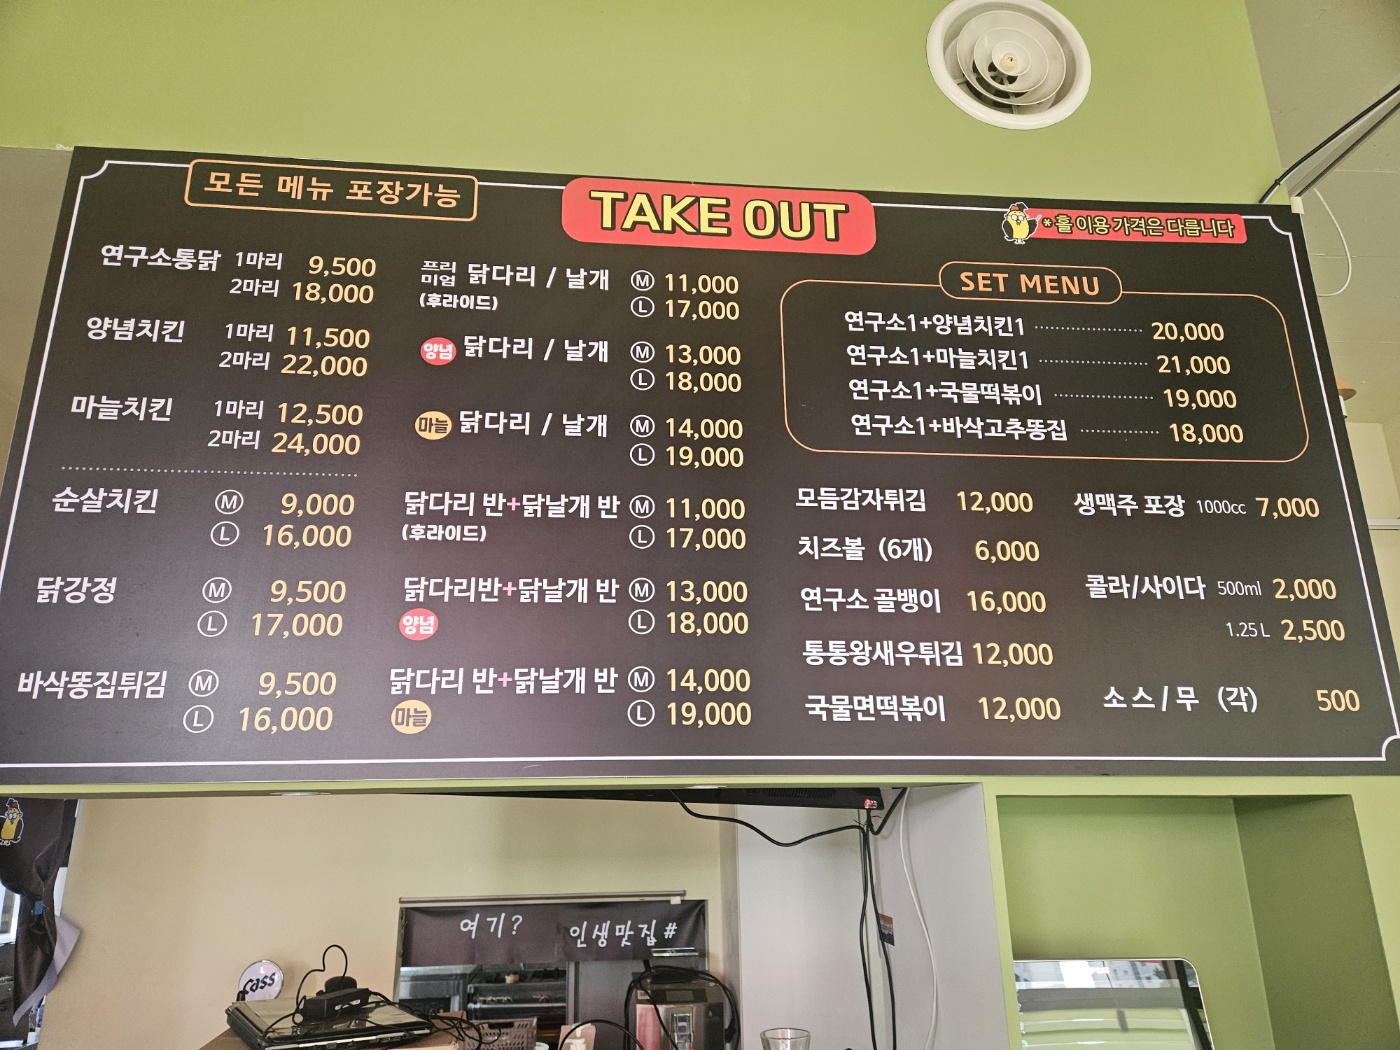 모든 메뉴 포장가능
TAKE OUT
*홀 이용 가격은 다릅니다
연구소통닭 1마리 9,500
2마리 18,000
양념치킨 1마리 11,500
2마리 22,000
마늘치킨 1마리 12,500
2마리 24,000
순살치킨 M 9,000
L 16,000
닭강정 M 9,500
L 17,000
바삭똥집튀김 M 9,500
L 16,000
프리미엄 닭다리 / 날개 M 11,000
(후라이드) L 17,000
양념 닭다리 / 날개 M 13,000
L 18,000
마늘 닭다리 / 날개 M 14,000
L 19,000
닭다리 반+닭날개 반 M 11,000
(후라이드) L 17,000
닭다리반+닭날개 반 M 13,000
양념 L 18,000
닭다리 반+닭날개 반 M 14,000
마늘 L 19,000
SET MENU
연구소1+양념치킨1 20,000
연구소1+마늘치킨1 21,000
연구소1+국물떡볶이 19,000
연구소1+바삭고추똥집 18,000
모듬감자튀김 12,000
치즈볼 (6개) 6,000
연구소 골뱅이 16,000
통통왕새우튀김 12,000
국물면떡볶이 12,000
생맥주 포장 1000cc 7,000
콜라/사이다 500ml 2,000
1.25 L 2,500
소스/무 (각) 500
여기? 인생맛집#
Cass